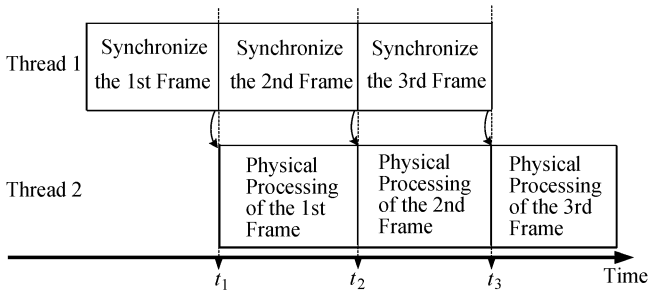 Thread 1
Synchronize
the 1st Frame
Synchronize
the 2nd Frame
Synchronize
the 3rd Frame
Thread 2
Physical
Processing
of the 1st
Frame
Physical
Processing
of the 2nd
Frame
Physical
Processing
of the 3rd
Frame
t1
t2
t3
Time